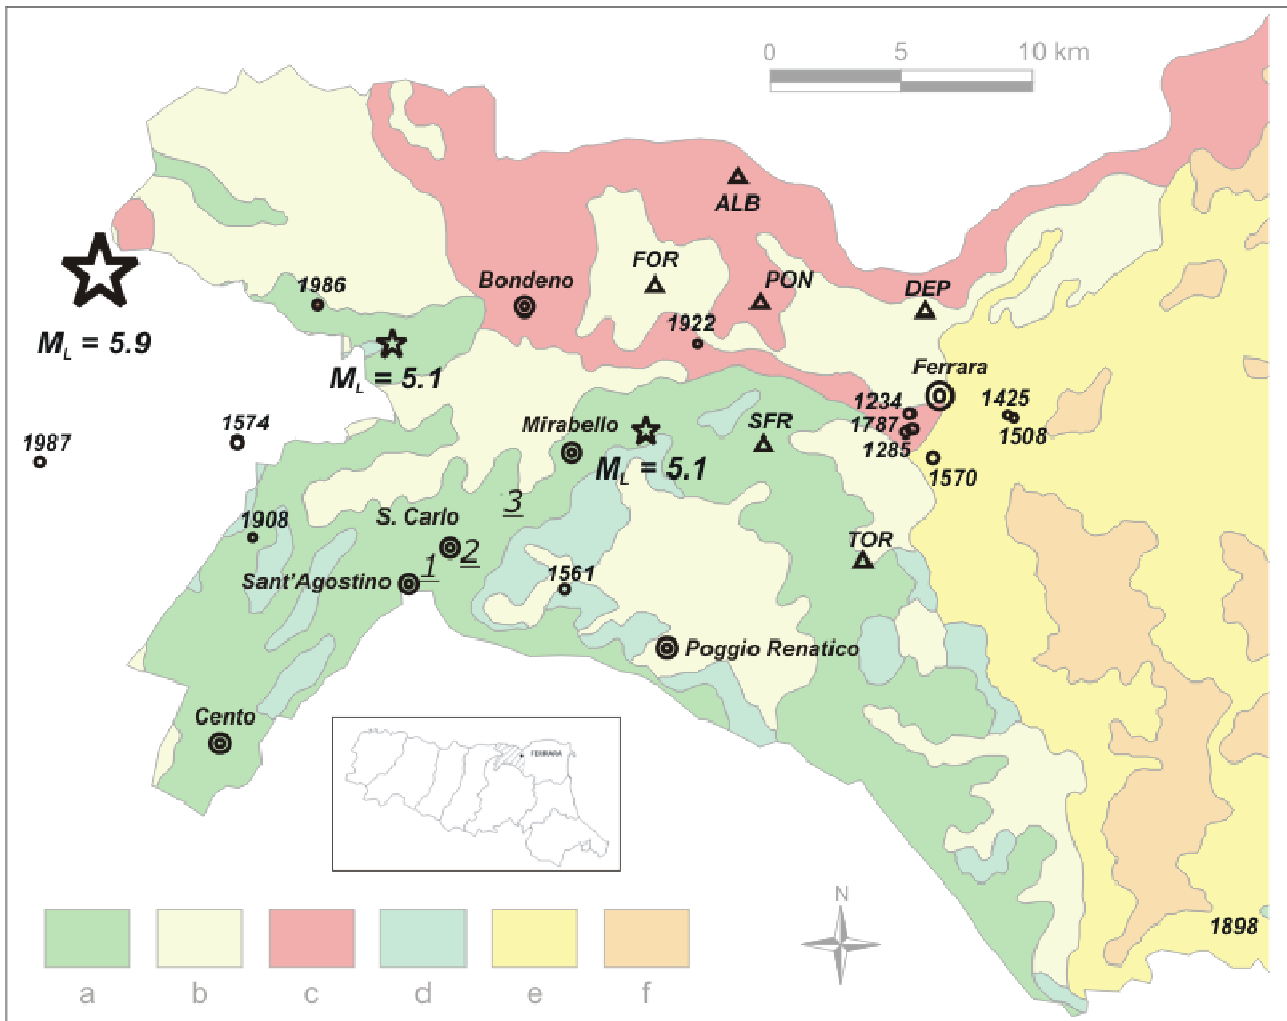 0 5 10 km
ALB
FOR
PON
Bondeno
1986
DEP
1922
M_L = 5.9
M_L = 5.1
Ferrara
1234
1425
1574
Mirabello
SFR
1787
1508
1987
1285
M_L = 5.1
1570
3
S. Carlo
1908
TOR
2
1
Sant'Agostino
1561
Poggio Renatico
Cento
FERRARA
N
1898
a b c d e f